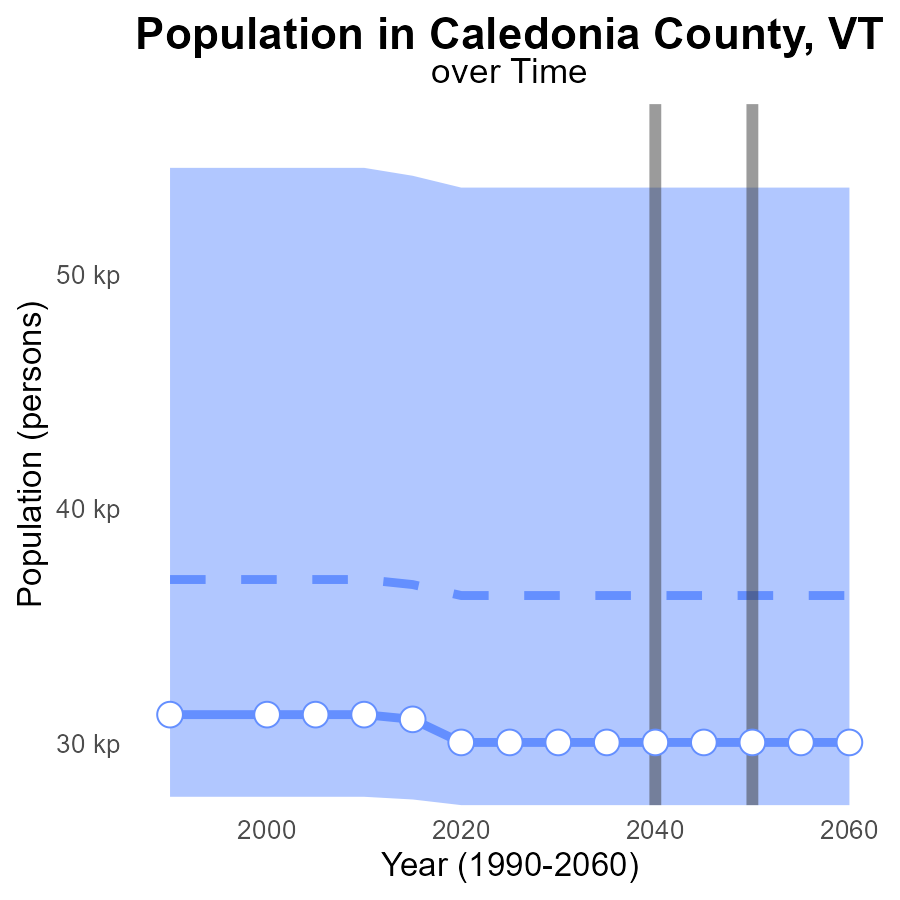 Population in Caledonia County, VT
over Time
Population (persons)
50 kp
40 kp
30 kp
2000 2020 2040 2060
Year (1990-2060)